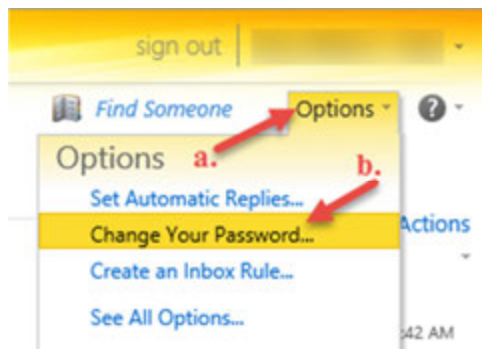 sign out
Find Someone Options
Options a. b.
Set Automatic Replies...
Change Your Password...
Actions
Create an Inbox Rule...
See All Options...
:42 AM